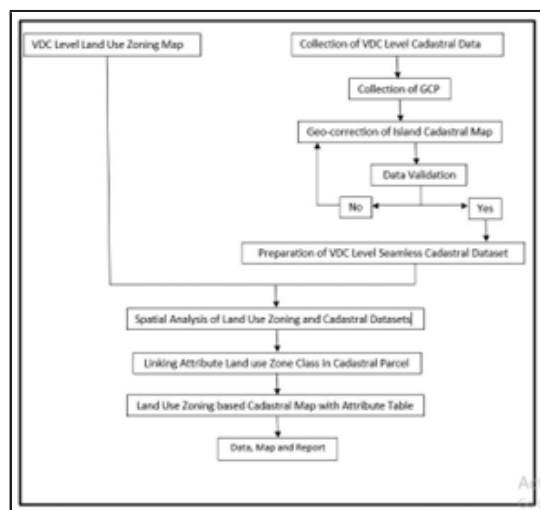 VDC Level Land Use Zoning Map
Collection of VDC Level Cadastral Data
Collection of GCP
Geo-correction of Island Cadastral Map
Data Validation
No
Yes
Preparation of VDC Level Seamless Cadastral Dataset
Spatial Analysis of Land Use Zoning and Cadastral Datasets
Linking Attribute Land use Zone Class in Cadastral Parcel
Land Use Zoning based Cadastral Map with Attribute Table
Data, Map and Report